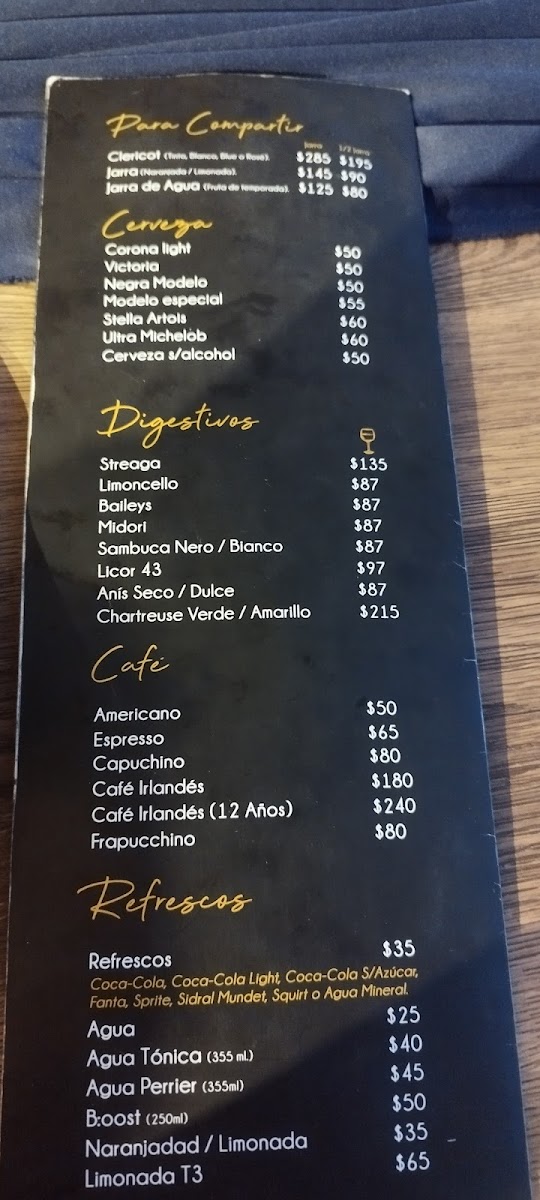 Para Compartir
Jarra 1/2 Jarra
Clericot (Tinto, Blanco, Blue o Rosé). $285 $195
Jarra (Naranjada / Limonada). $145 $90
Jarra de Agua (Fruta de temporada). $125 $80
Cerveza
Corona light $50
Victoria $50
Negra Modelo $50
Modelo especial $55
Stella Artois $60
Ultra Michelob $60
Cerveza s/alcohol $50
Digestivos
Streaga $135
Limoncello $87
Baileys $87
Midori $87
Sambuca Nero / Bianco $87
Licor 43 $97
Anís Seco / Dulce $87
Chartreuse Verde / Amarillo $215
Café
Americano $50
Espresso $65
Capuchino $80
Café Irlandés $180
Café Irlandés (12 Años) $240
Frapucchino $80
Refrescos
Refrescos $35
Coca-Cola, Coca-Cola Light, Coca-Cola S/Azúcar,
Fanta, Sprite, Sidral Mundet, Squirt o Agua Mineral.
Agua $25
Agua Tónica (355 ml.) $40
Agua Perrier (355ml) $45
B:oost (250ml) $50
Naranjadad / Limonada $35
Limonada T3 $65